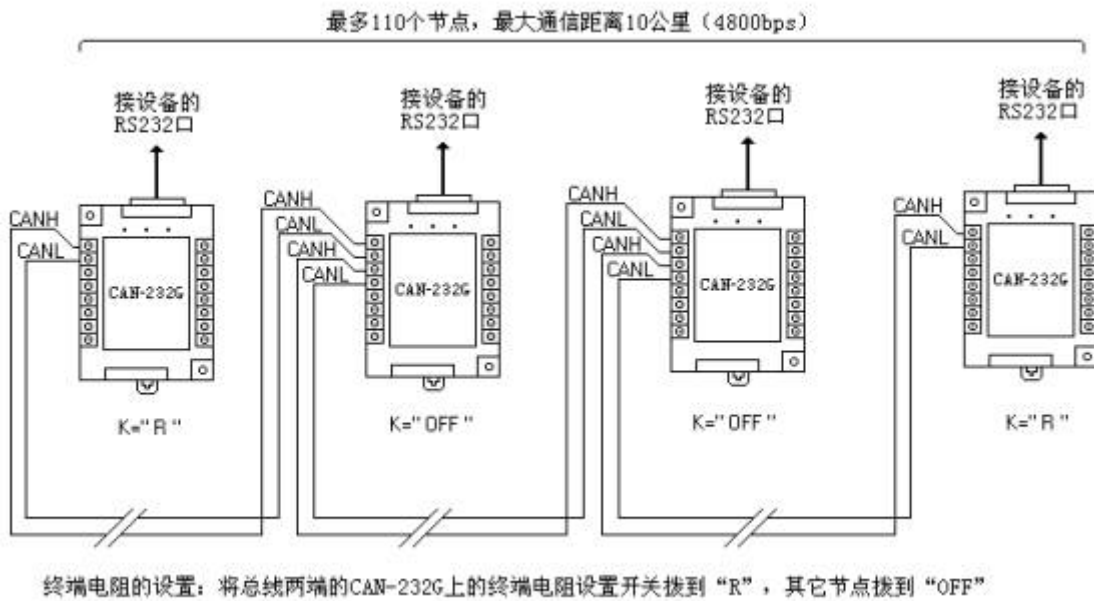 最多110个节点，最大通信距离10公里（4800bps）
接设备的
RS232口
接设备的
RS232口
接设备的
RS232口
接设备的
RS232口
CANH
CANL
CAN-232G
K="R"
CANH
CANL
CANH
CANL
CAN-232G
K="OFF"
CANH
CANL
CANH
CANL
CAN-232G
K="OFF"
CANH
CANL
CAN-232G
K="R"
终端电阻的设置：将总线两端的CAN-232G上的终端电阻设置开关拨到“R”，其它节点拨到“OFF”